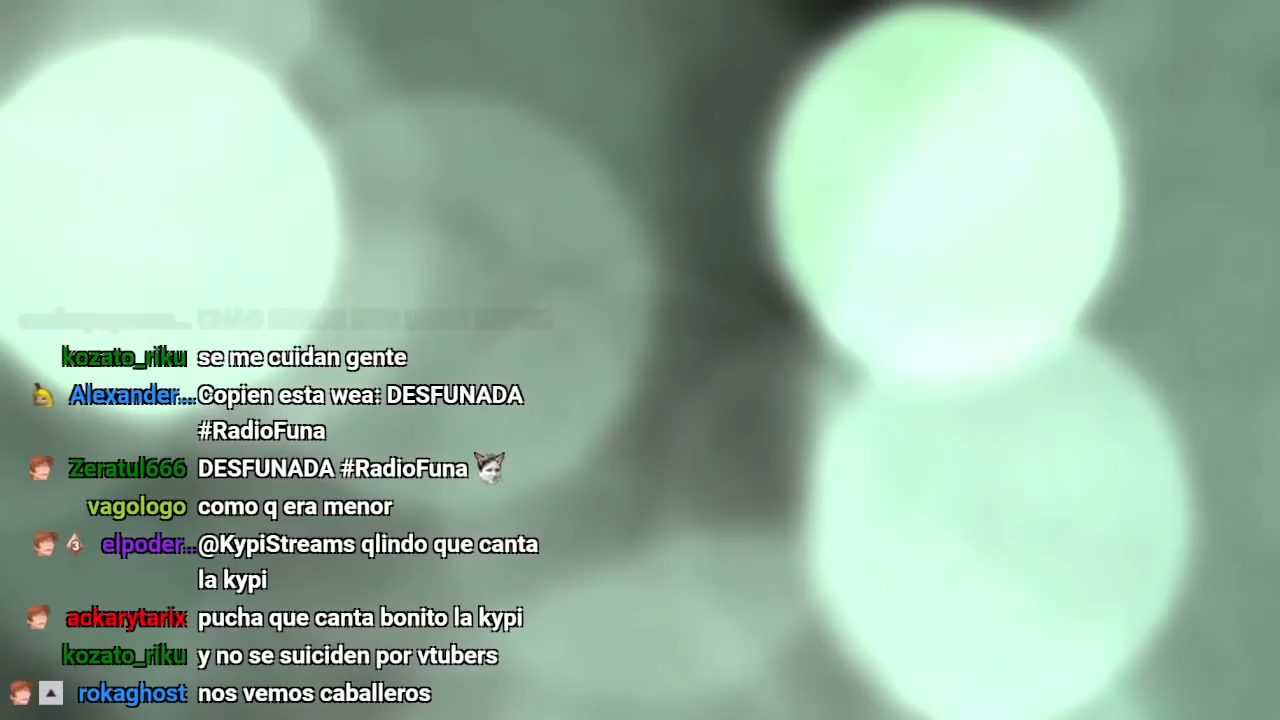 kozato_riku se me cuidan gente
Alexander... Copien esta wea: DESFUNADA
#RadioFuna
Zeratul666 DESFUNADA #RadioFuna
vagologo como q era menor
3 elpoder... @KypiStreams qlindo que canta
la kypi
ackarytarix pucha que canta bonito la kypi
kozato_riku y no se suiciden por vtubers
rokaghost nos vemos caballeros